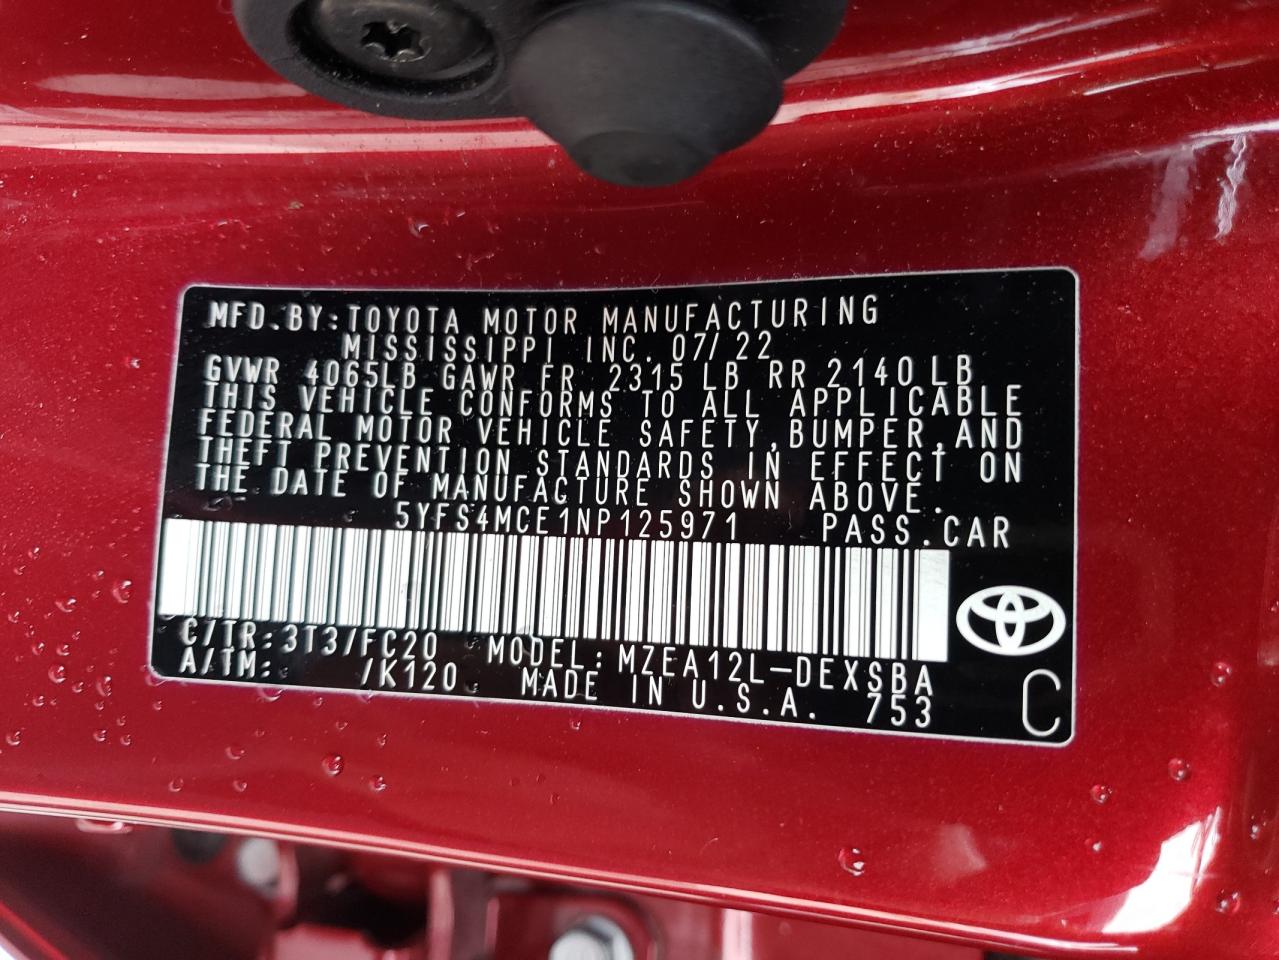 MFD.BY:TOYOTA MOTOR MANUFACTURING
MISSISSIPPI INC. 07/22
GVWR 4065LB GAWR FR 2315 LB RR 2140 LB
THIS VEHICLE CONFORMS TO ALL APPLICABLE
FEDERAL MOTOR VEHICLE SAFETY,BUMPER,AND
THEFT PREVENTION STANDARDS IN EFFECT ON
THE DATE OF MANUFACTURE SHOWN ABOVE.
5YFS4MCE1NP125971 PASS.CAR
C/TR:3T3/FC20 MODEL:MZEA12L-DEXSBA
A/TM: /K120 MADE IN U.S.A. 753
C